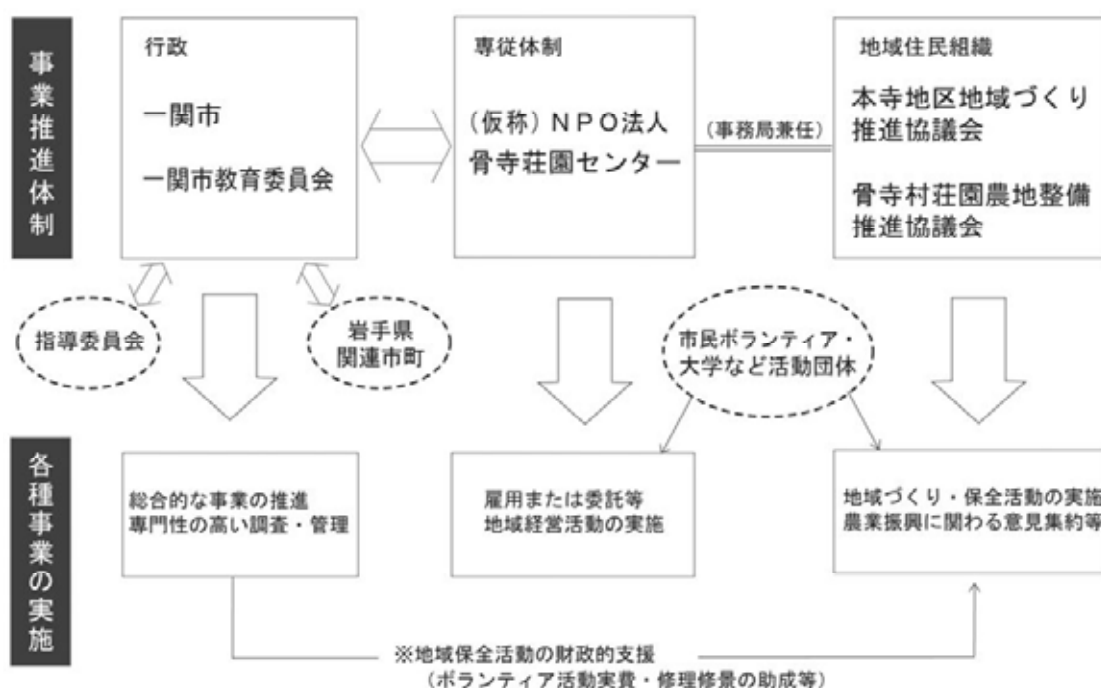 事業推進体制
行政
一関市
一関市教育委員会
専従体制
（仮称）ＮＰＯ法人
骨寺荘園センター
（事務局兼任）
地域住民組織
本寺地区地域づくり
推進協議会
骨寺村荘園農地整備
推進協議会
指導委員会
岩手県
関連市町
市民ボランティア・
大学など活動団体
各種事業の実施
総合的な事業の推進
専門性の高い調査・管理
雇用または委託等
地域経営活動の実施
地域づくり・保全活動の実施
農業振興に関わる意見集約等
※地域保全活動の財政的支援
（ボランティア活動実費・修理修景の助成等）